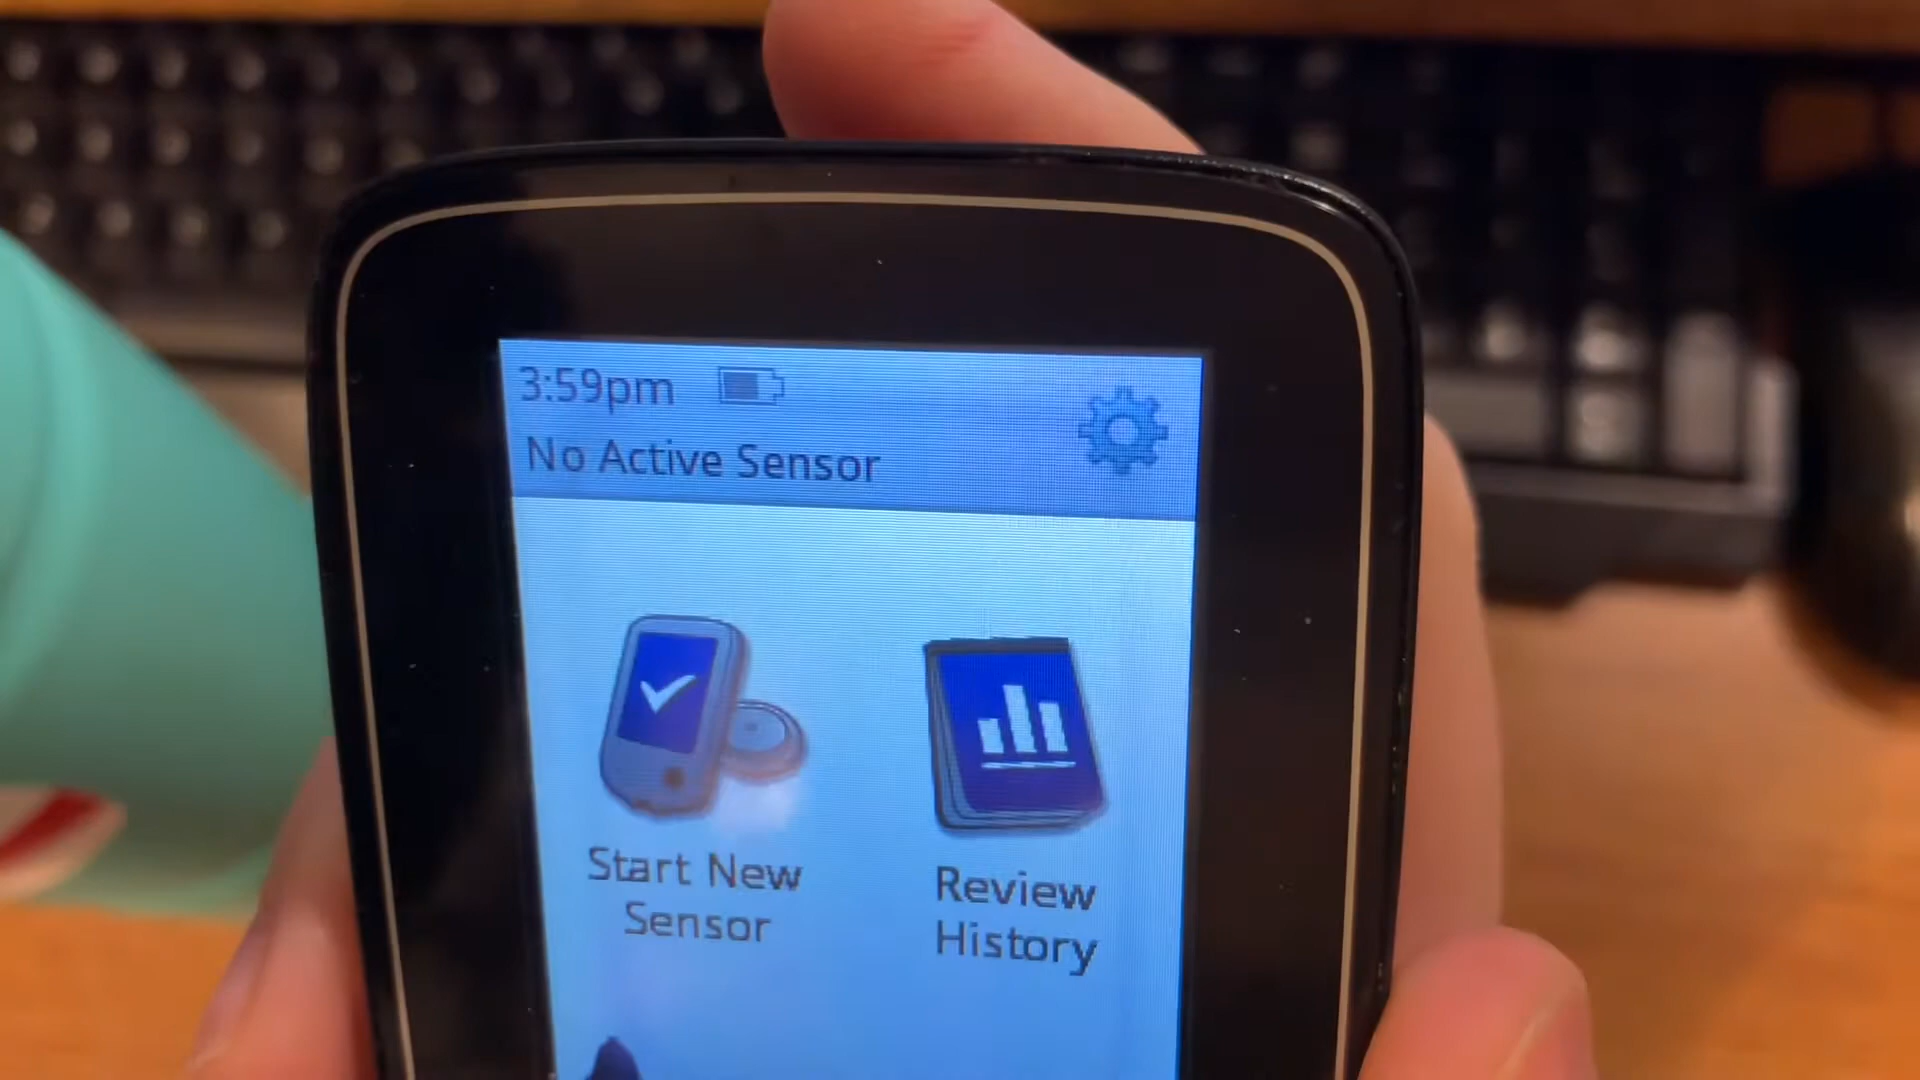 3:59pm
No Active Sensor
Start New
Sensor
Review
History